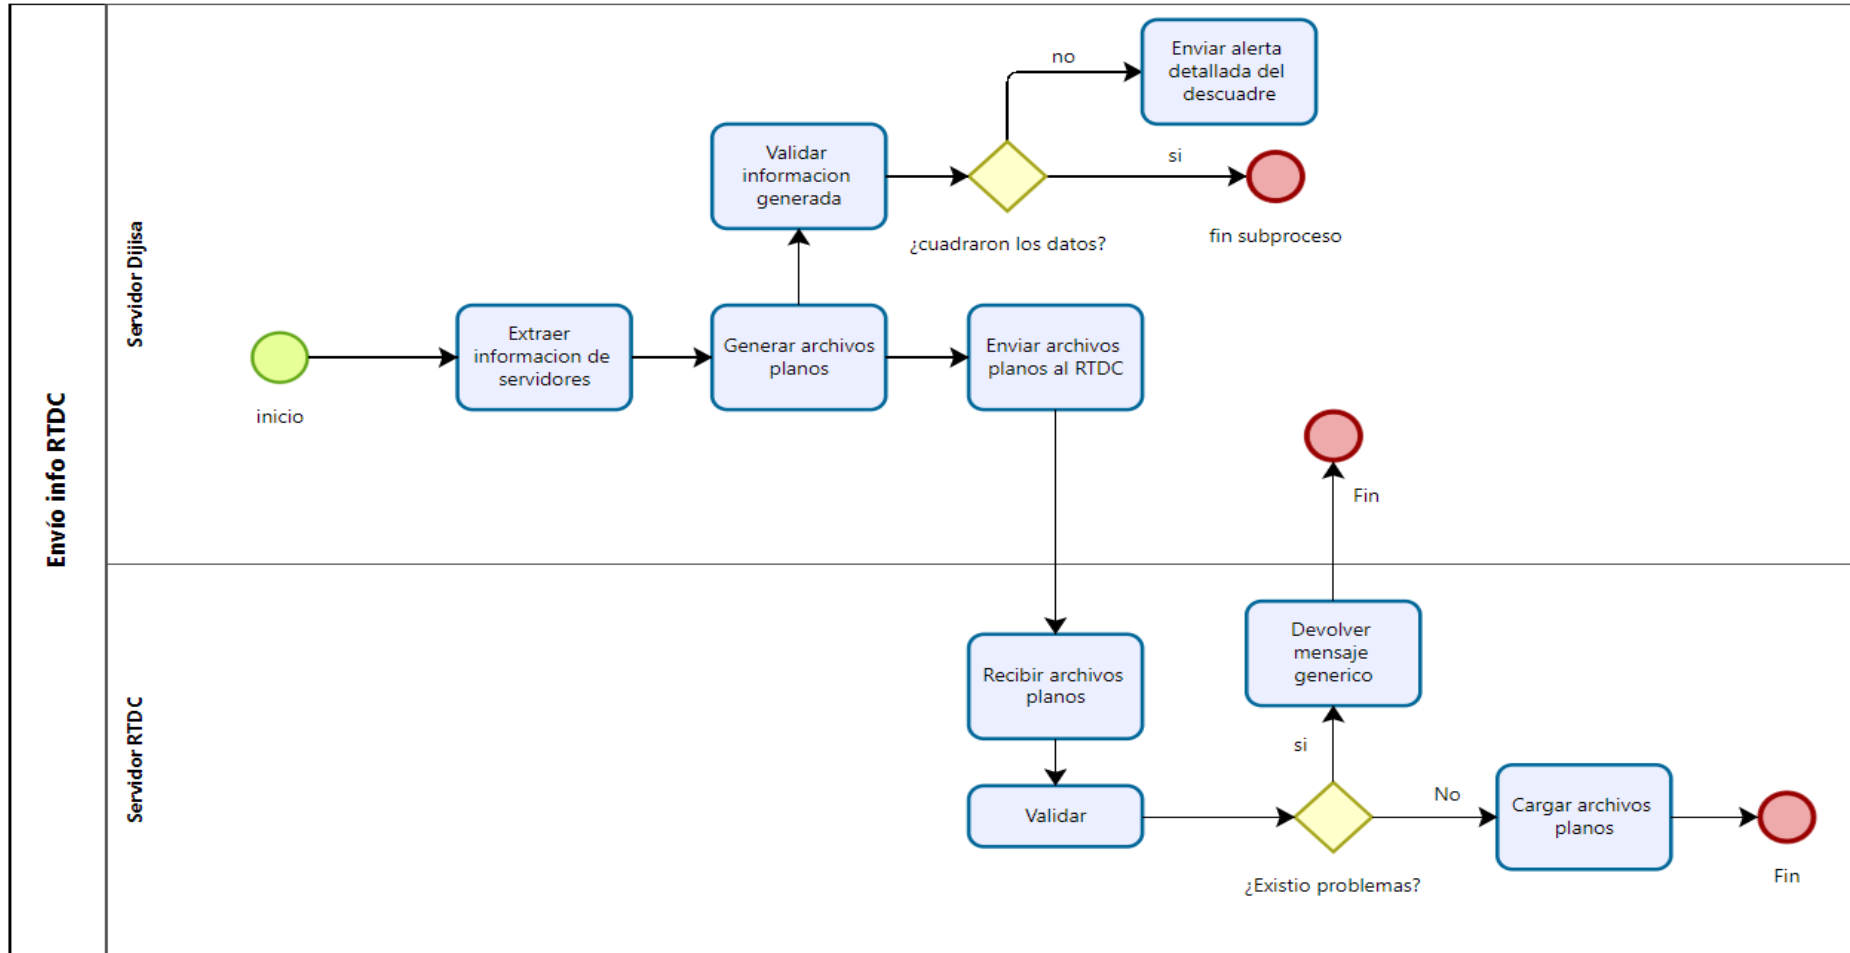 Envío info RTDC
Servidor Dijisa
Enviar alerta
detallada del
descuadre
no
Validar
informacion
generada
si
¿cuadraron los datos?
fin subproceso
Extraer
informacion de
servidores
Generar archivos
planos
Enviar archivos
planos al RTDC
inicio
Fin
Servidor RTDC
Devolver
mensaje
generico
Recibir archivos
planos
si
Validar
No
Cargar archivos
planos
¿Existio problemas?
Fin